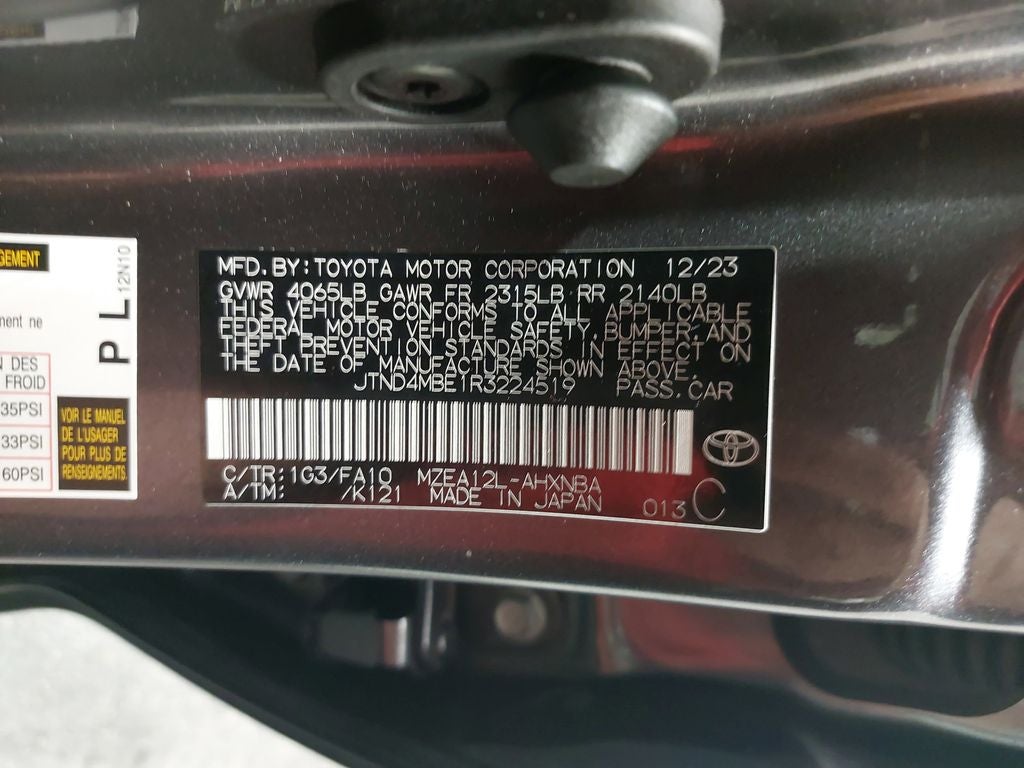 MFD.BY:TOYOTA MOTOR CORPORATION 12/23
GVWR 4065LB GAWR FR 2315LB RR 2140LB
THIS VEHICLE CONFORMS TO ALL APPLICABLE
FEDERAL MOTOR VEHICLE SAFETY,BUMPER,AND
THEFT PREVENTION STANDARDS IN EFFECT ON
THE DATE OF MANUFACTURE SHOWN ABOVE.
JTND4MBE1R3224519 PASS.CAR
C/TR:1G3/FA10 MZEA12L-AHXNBA
A/TM: /K121 MADE IN JAPAN
013 C
GEMENT
ment ne
P L
12N10
DES
FROID
35PSI
33PSI
60PSI
VOIR LE MANUEL
DE L'USAGER
POUR PLUS DE
RENSEIGNEMENTS